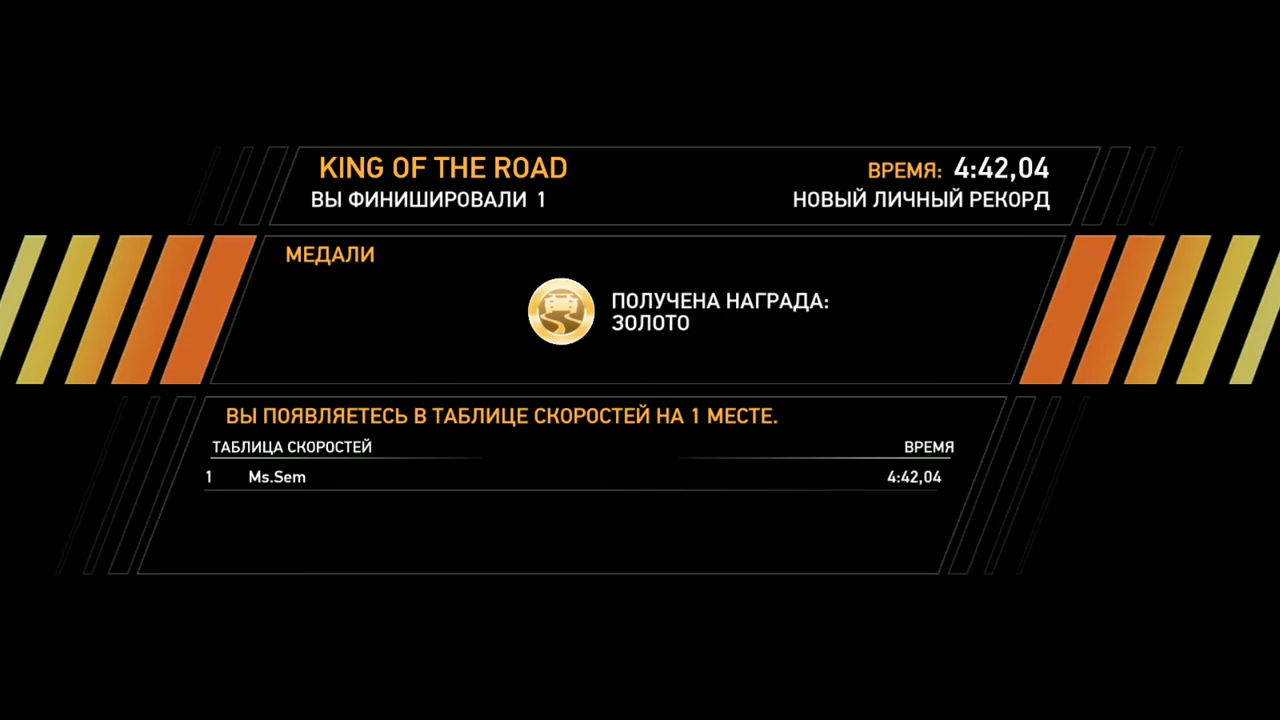 KING OF THE ROAD
ВРЕМЯ: 4:42,04
ВЫ ФИНИШИРОВАЛИ 1
НОВЫЙ ЛИЧНЫЙ РЕКОРД
МЕДАЛИ
ПОЛУЧЕНА НАГРАДА:
ЗОЛОТО
ВЫ ПОЯВЛЯЕТЕСЬ В ТАБЛИЦЕ СКОРОСТЕЙ НА 1 МЕСТЕ.
ТАБЛИЦА СКОРОСТЕЙ ВРЕМЯ
1 Ms.Sem 4:42,04